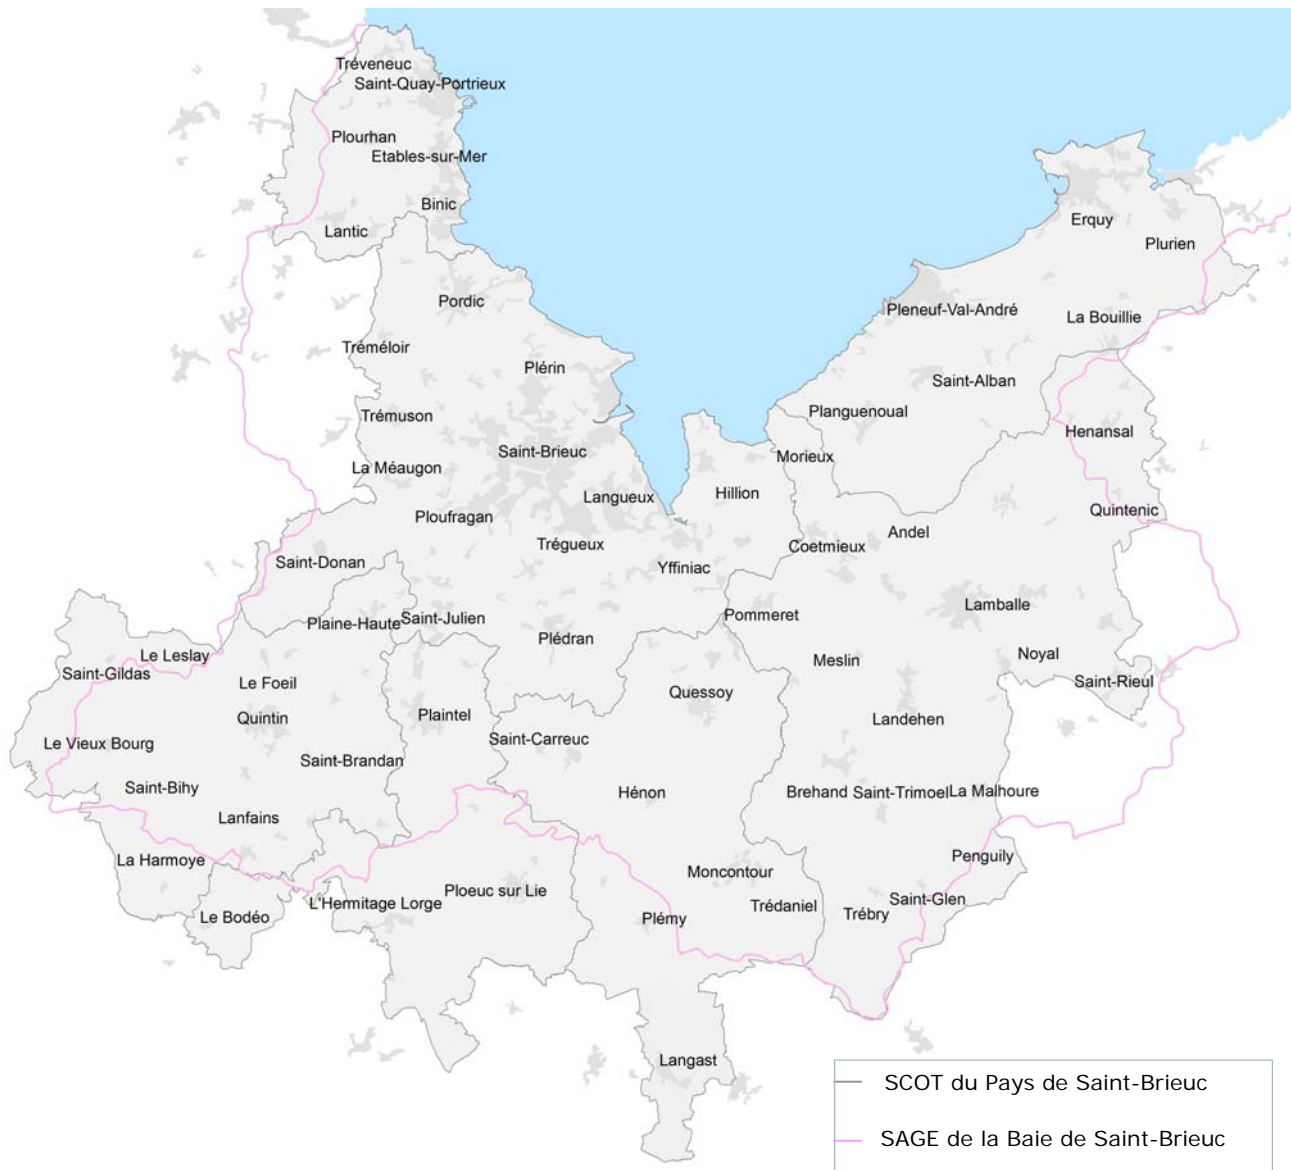 Tréveneuc
Saint-Quay-Portrieux
Plourhan
Etables-sur-Mer
Binic
Lantic
Erquy
Plurien
Pordic
Pleneuf-Val-André
La Bouillie
Tréméloir
Plérin
Saint-Alban
Trémuson
Planguenoual
Henansal
Saint-Brieuc
Morieux
La Méaugon
Langueux
Hillion
Quintenic
Ploufragan
Andel
Trégueux
Coetmieux
Saint-Donan
Yffiniac
Lamballe
Plaine-Haute
Saint-Julien
Pommeret
Plédran
Noyal
Le Leslay
Meslin
Saint-Gildas
Le Foeil
Saint-Rieul
Quessoy
Quintin
Plaintel
Landehen
Le Vieux Bourg
Saint-Carreuc
Saint-Brandan
Saint-Bihy
Hénon
Brehand
Saint-Trimoel
La Malhoure
Lanfains
La Harmoye
Penguily
Moncontour
Ploeuc sur Lie
L'Hermitage Lorge
Trédaniel
Saint-Glen
Le Bodéo
Plémy
Trébry
Langast
SCOT du Pays de Saint-Brieuc
SAGE de la Baie de Saint-Brieuc